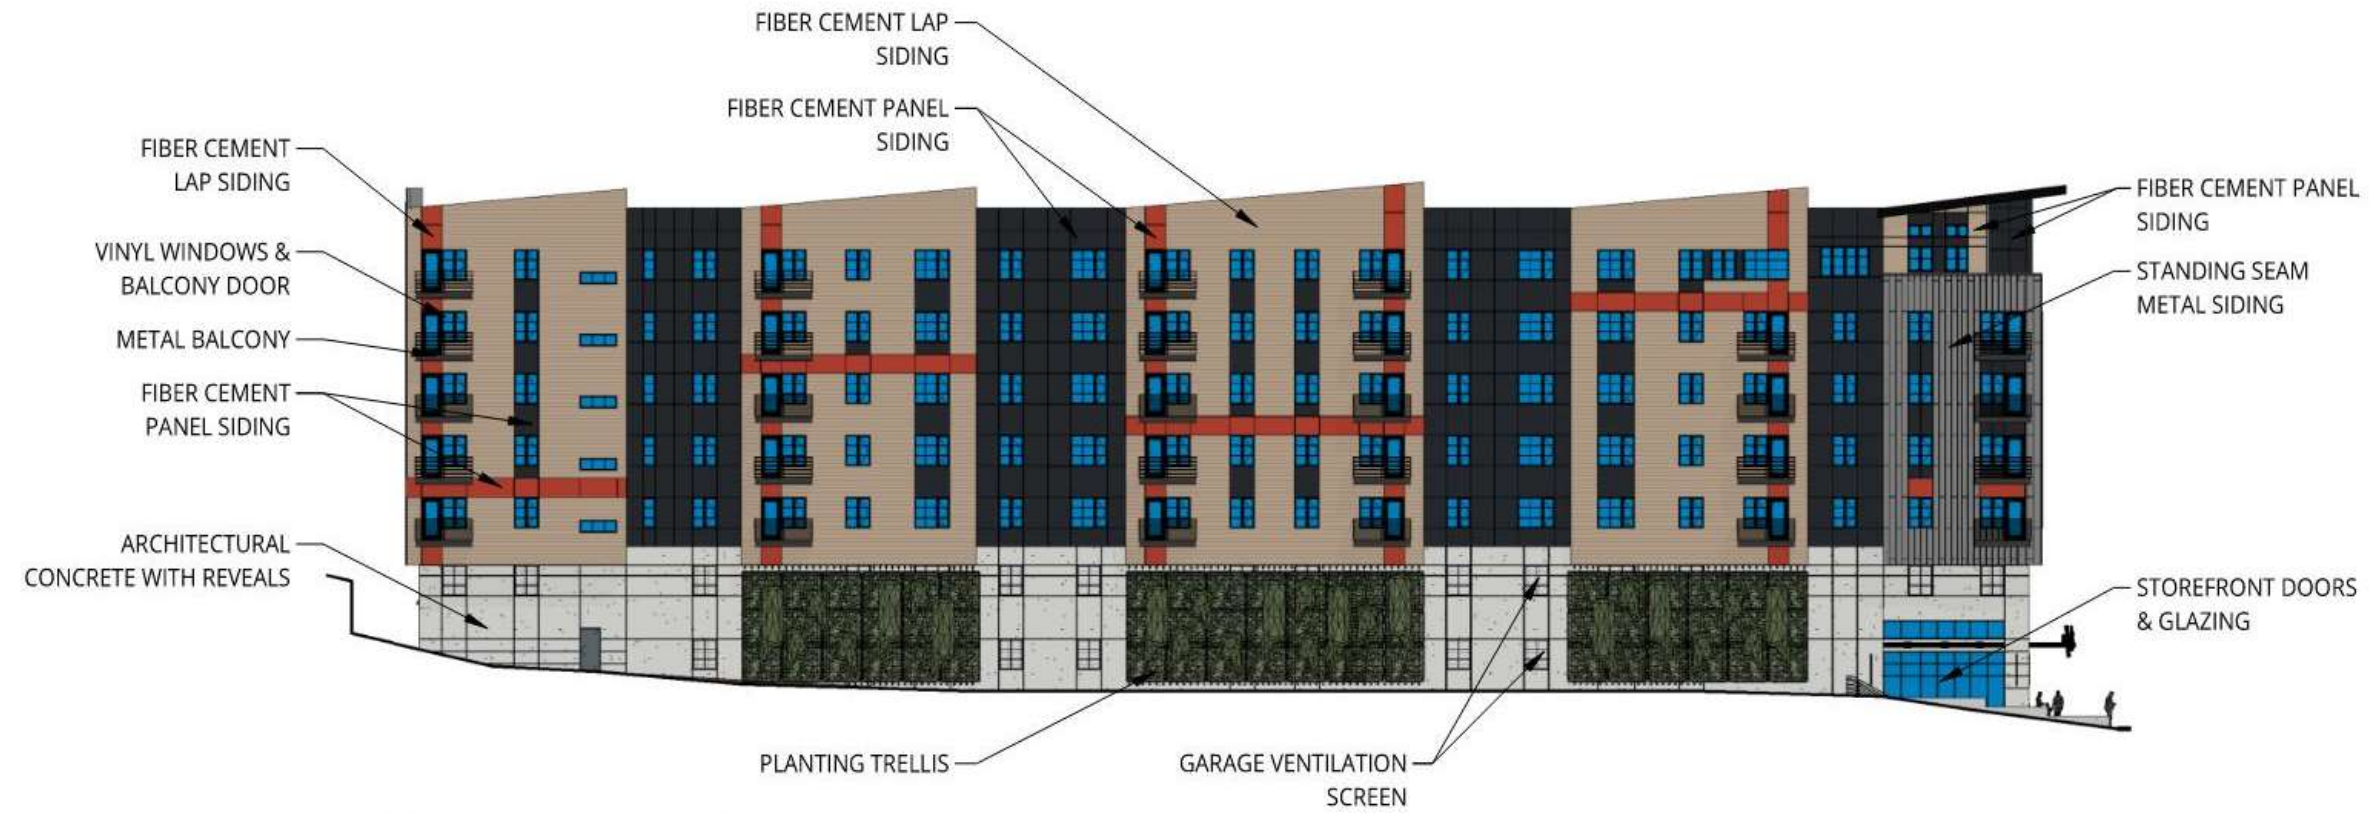 FIBER CEMENT LAP
SIDING
FIBER CEMENT PANEL
SIDING
FIBER CEMENT
LAP SIDING
VINYL WINDOWS &
BALCONY DOOR
METAL BALCONY
FIBER CEMENT
PANEL SIDING
ARCHITECTURAL
CONCRETE WITH REVEALS
FIBER CEMENT PANEL
SIDING
STANDING SEAM
METAL SIDING
STOREFRONT DOORS
& GLAZING
PLANTING TRELLIS
GARAGE VENTILATION
SCREEN